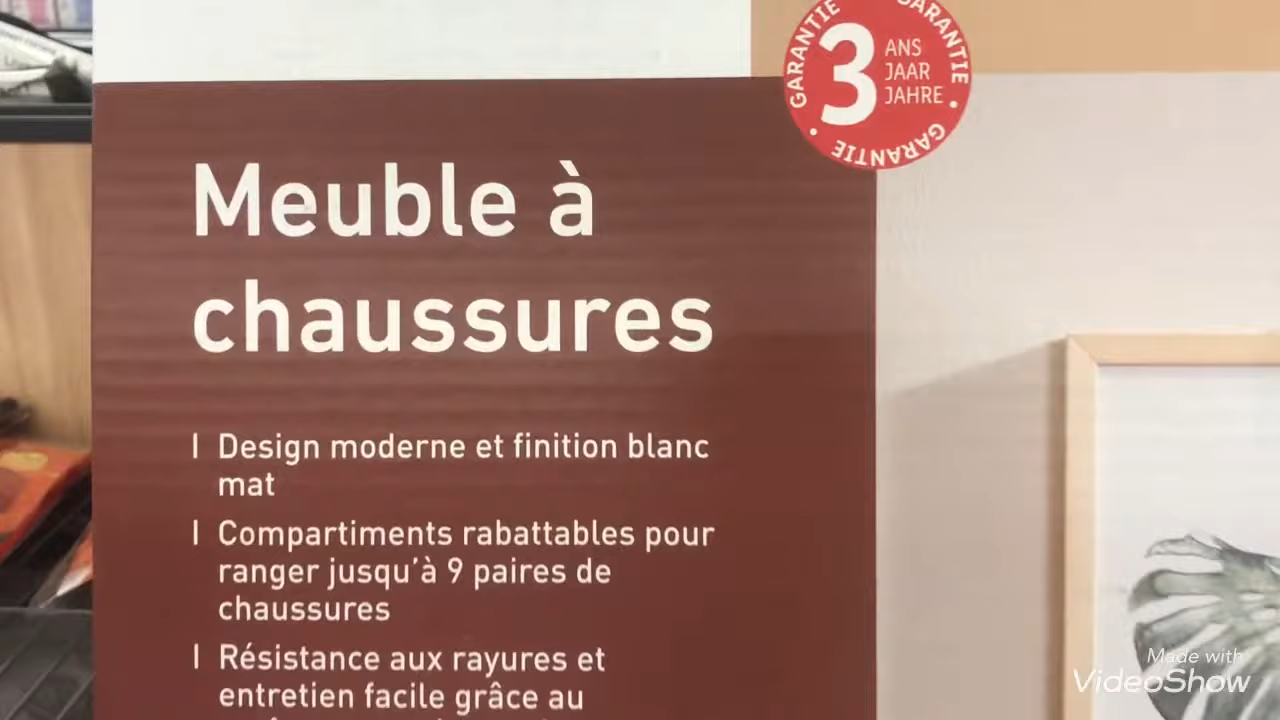 GARANTIE
GARANTIE
GARANTIE
3
ANS
JAAR
JAHRE
Meuble à
chaussures
| Design moderne et finition blanc
mat
| Compartiments rabattables pour
ranger jusqu'à 9 paires de
chaussures
| Résistance aux rayures et
entretien facile grâce au
Made with
VideoShow